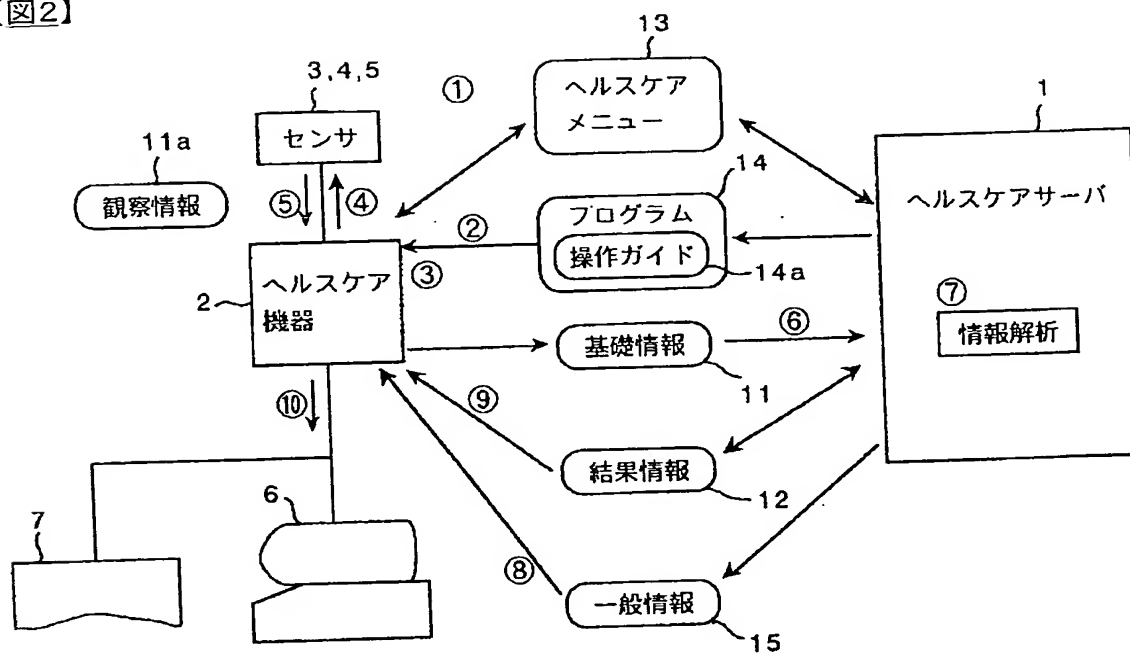 【図2】
13
3,4,5
①
ヘルスケア
メニュー
1
11a
センサ
14
観察情報
⑤
④
プログラム
ヘルスケアサーバ
②
操作ガイド
14a
ヘルスケア
機器
③
2
⑦
⑥
基礎情報
情報解析
11
⑩
⑨
結果情報
12
6
7
⑧
一般情報
15